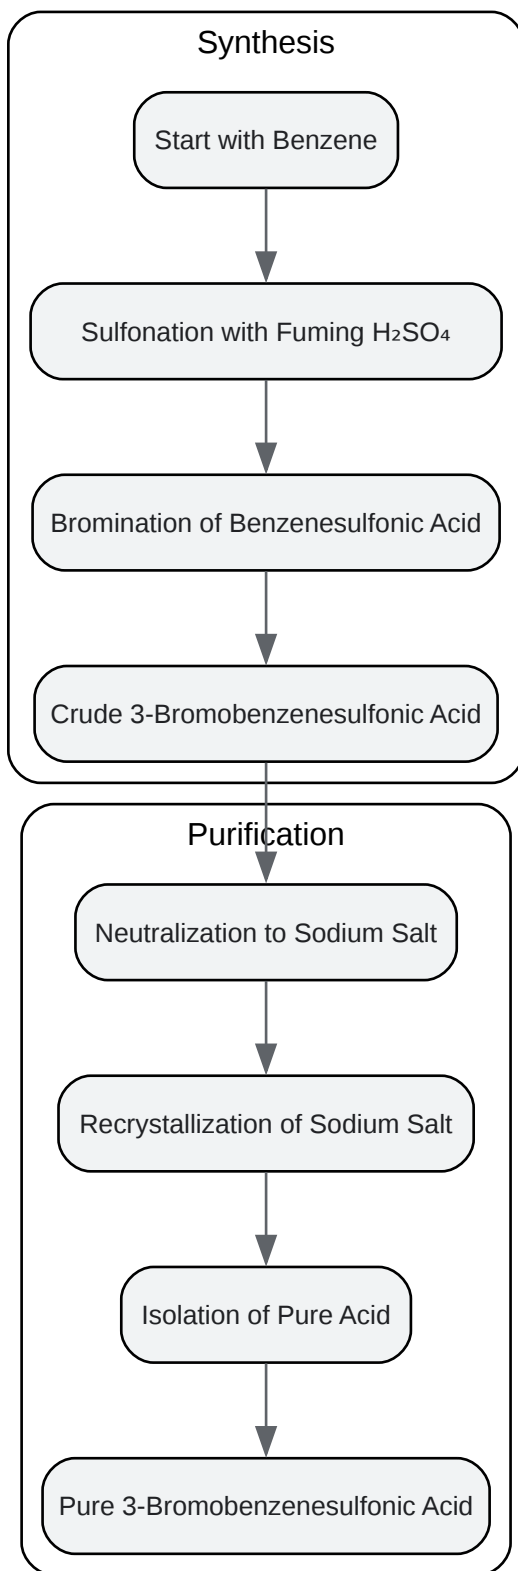 Synthesis
Start with Benzene
Sulfonation with Fuming H₂SO₄
Bromination of Benzenesulfonic Acid
Crude 3-Bromobenzenesulfonic Acid
Purification
Neutralization to Sodium Salt
Recrystallization of Sodium Salt
Isolation of Pure Acid
Pure 3-Bromobenzenesulfonic Acid